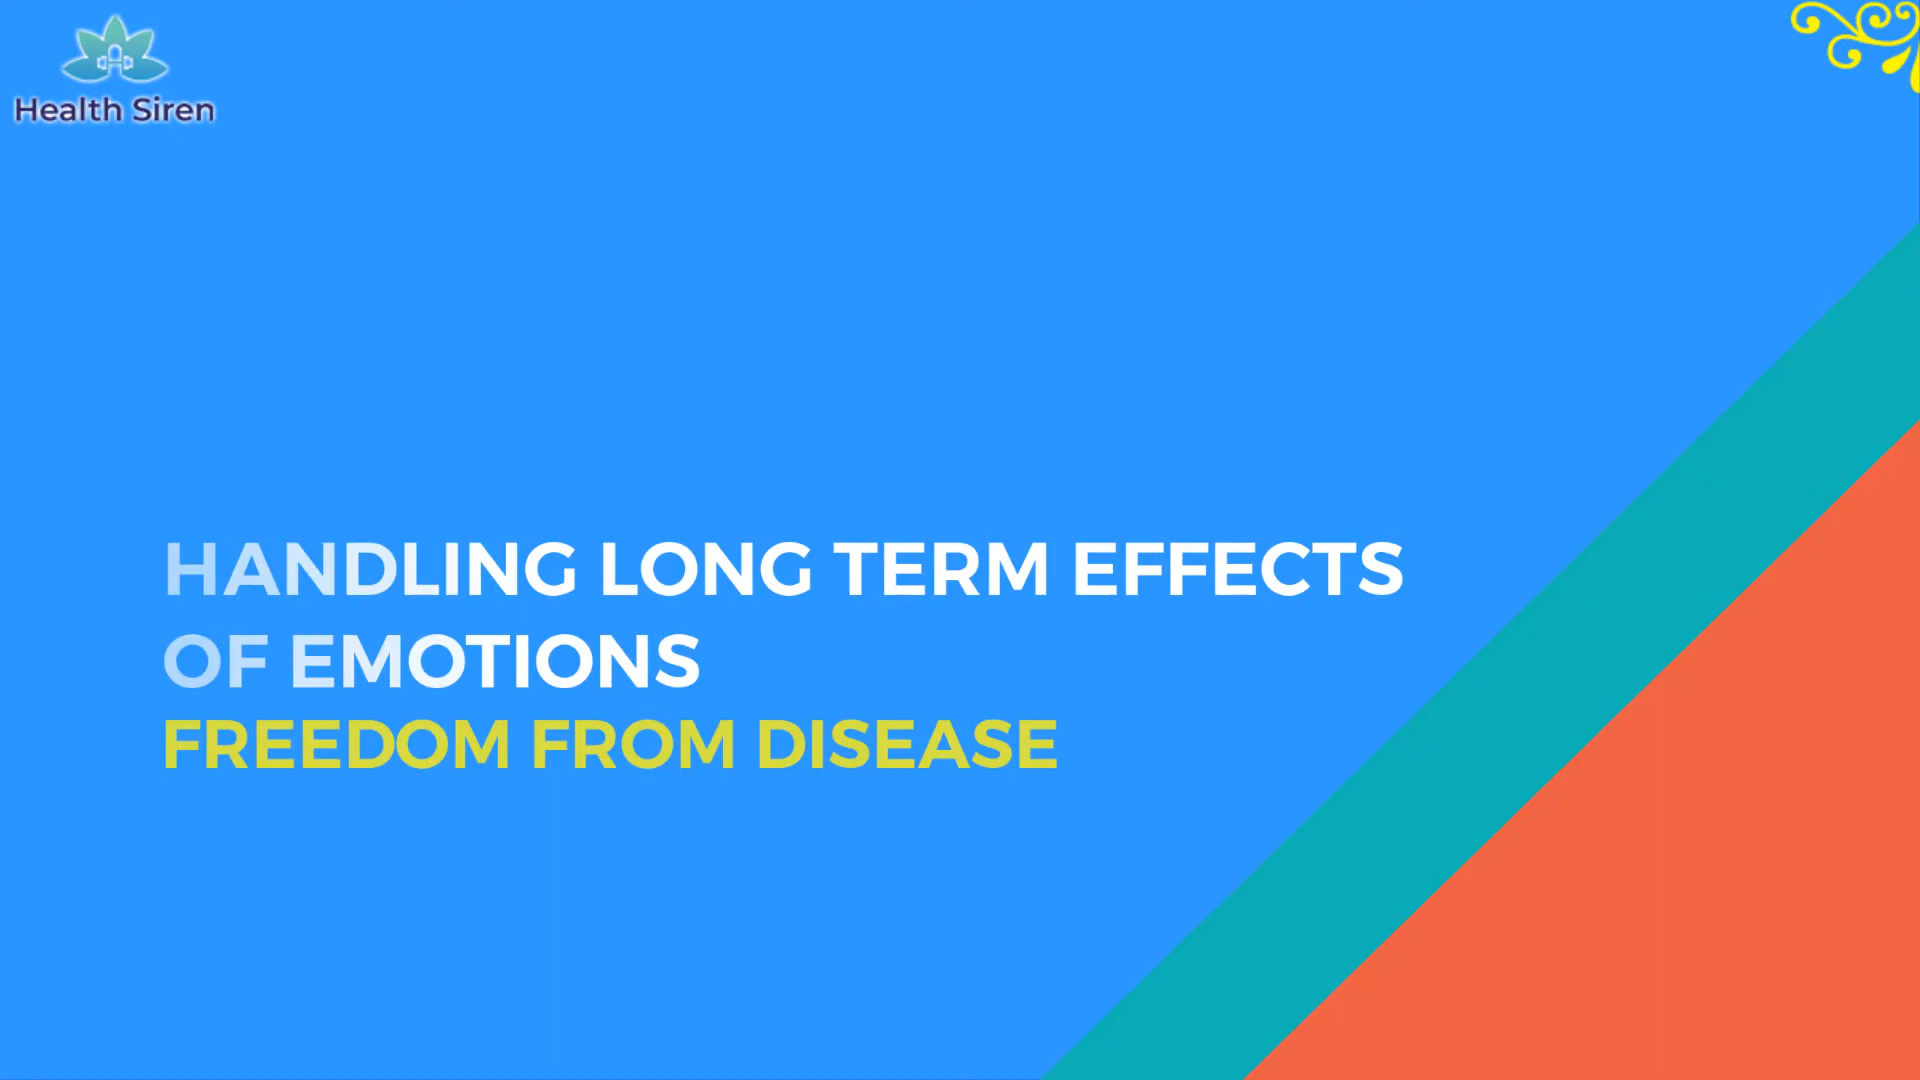 Health Siren
HANDLING LONG TERM EFFECTS
OF EMOTIONS
FREEDOM FROM DISEASE